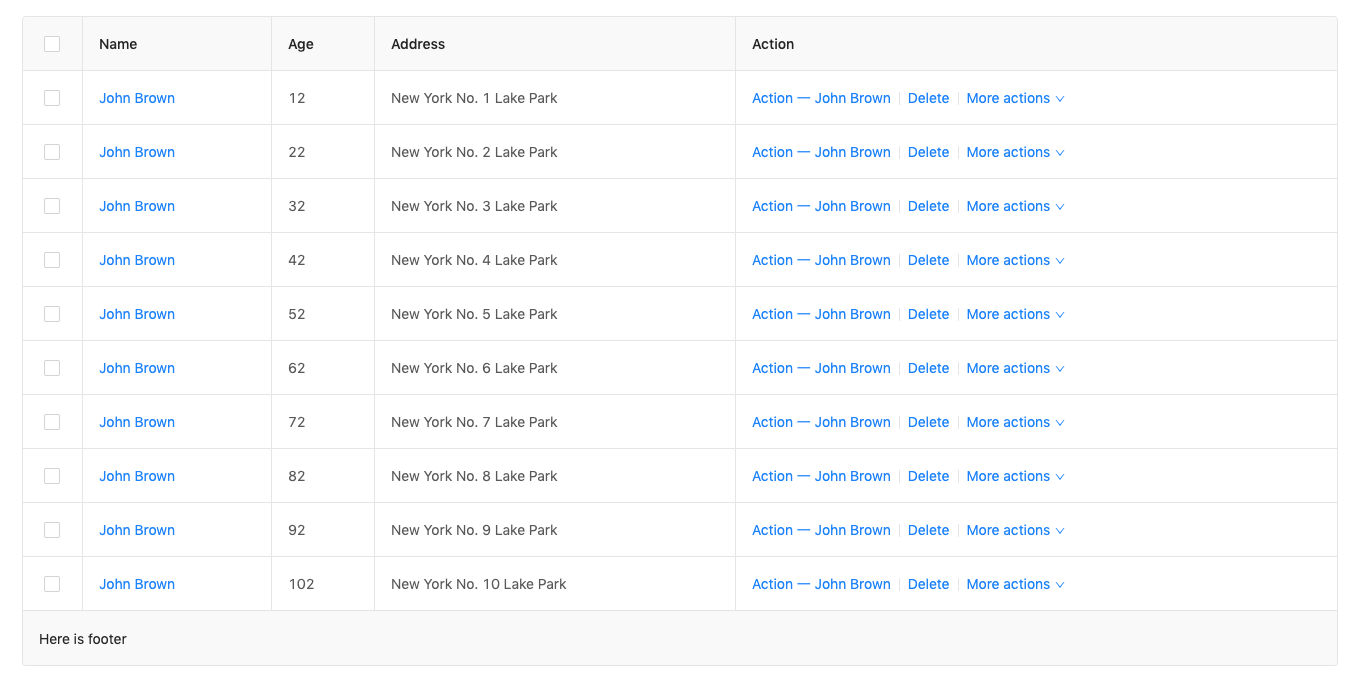 Name Age Address Action
John Brown 12 New York No. 1 Lake Park Action — John Brown Delete More actions
John Brown 22 New York No. 2 Lake Park Action — John Brown Delete More actions
John Brown 32 New York No. 3 Lake Park Action — John Brown Delete More actions
John Brown 42 New York No. 4 Lake Park Action — John Brown Delete More actions
John Brown 52 New York No. 5 Lake Park Action — John Brown Delete More actions
John Brown 62 New York No. 6 Lake Park Action — John Brown Delete More actions
John Brown 72 New York No. 7 Lake Park Action — John Brown Delete More actions
John Brown 82 New York No. 8 Lake Park Action — John Brown Delete More actions
John Brown 92 New York No. 9 Lake Park Action — John Brown Delete More actions
John Brown 102 New York No. 10 Lake Park Action — John Brown Delete More actions
Here is footer